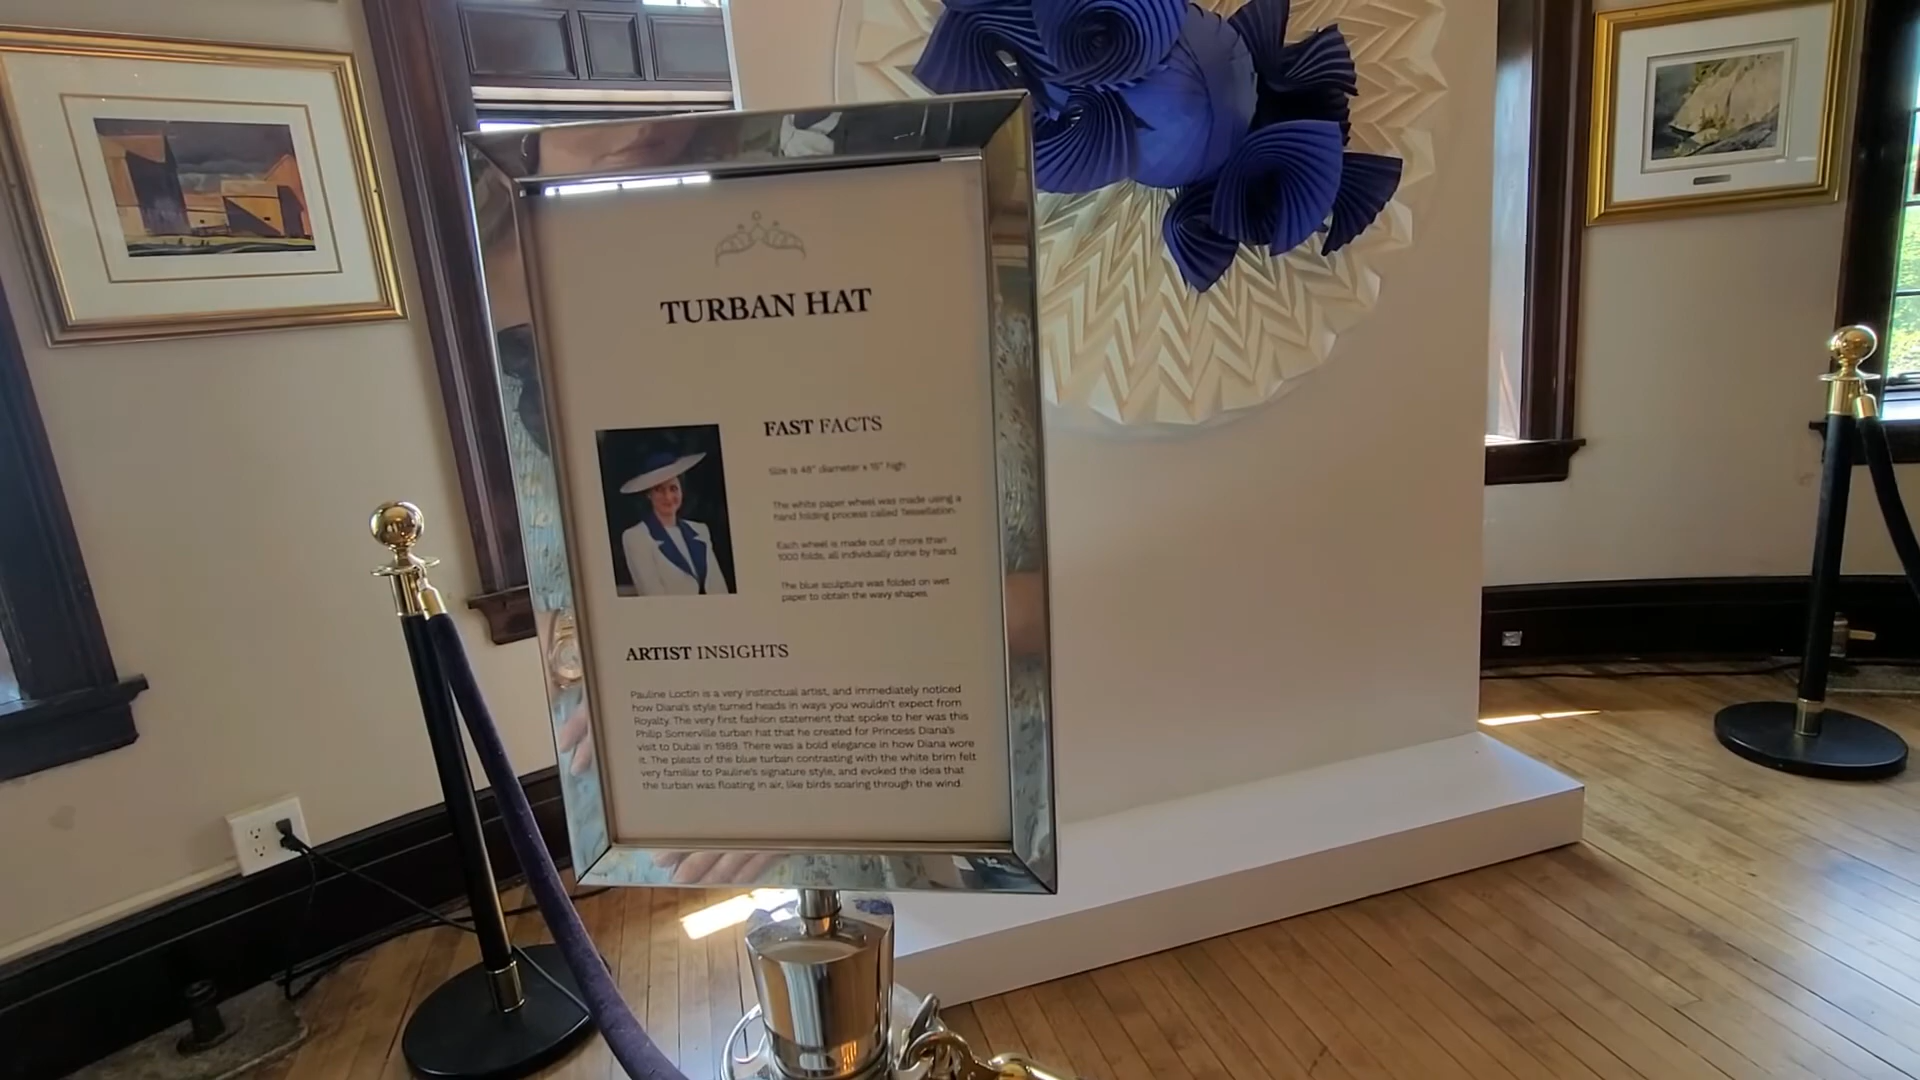 TURBAN HAT
FAST FACTS
Size is 48" diameter x 15" high
The white paper wheel was made using a
hand folding process called Tessellation.
Each wheel is made out of more than
1000 folds, all individually done by hand.
The blue sculpture was folded on wet
paper to obtain the wavy shapes.
ARTIST INSIGHTS
Pauline Loctin is a very instinctual artist, and immediately noticed
how Diana's style turned heads in ways you wouldn't expect from
Royalty. The very first fashion statement that spoke to her was this
Philip Somerville turban hat that he created for Princess Diana's
visit to Dubai in 1989. There was a bold elegance in how Diana wore
it. The pleats of the blue turban contrasting with the white brim felt
very familiar to Pauline's signature style, and evoked the idea that
the turban was floating in air, like birds soaring through the wind.